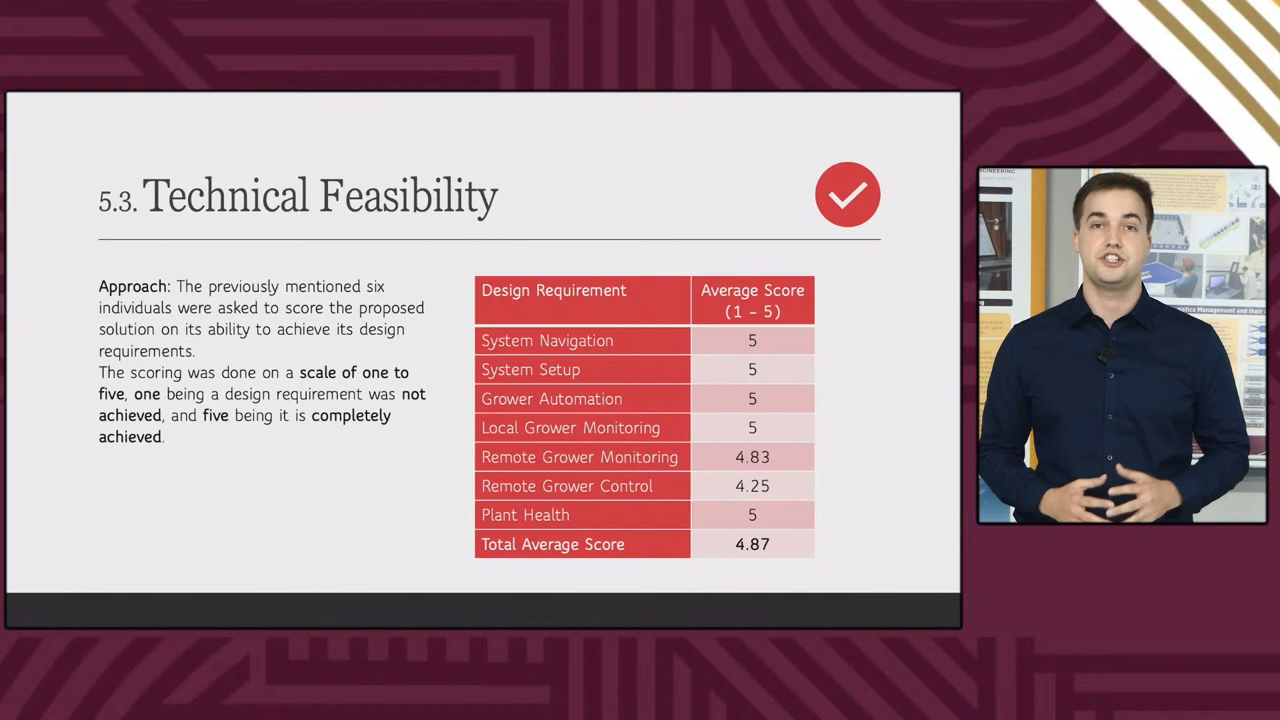 5.3. Technical Feasibility
Approach: The previously mentioned six
individuals were asked to score the proposed
solution on its ability to achieve its design
requirements.
The scoring was done on a scale of one to
five, one being a design requirement was not
achieved, and five being it is completely
achieved.
Design Requirement Average Score
(1 - 5)
System Navigation 5
System Setup 5
Grower Automation 5
Local Grower Monitoring 5
Remote Grower Monitoring 4.83
Remote Grower Control 4.25
Plant Health 5
Total Average Score 4.87